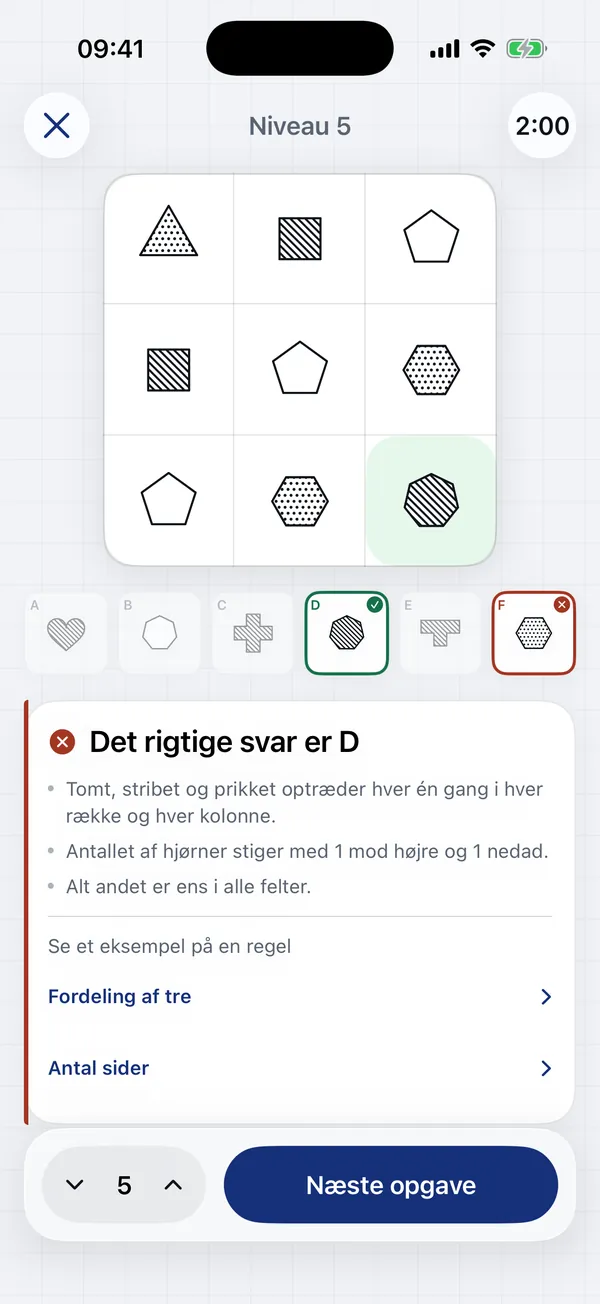 09:41
Niveau 5
2:00
A
B
C
D
E
F
Det rigtige svar er D
• Tomt, stribet og prikket optræder hver én gang i hver
række og hver kolonne.
• Antallet af hjørner stiger med 1 mod højre og 1 nedad.
• Alt andet er ens i alle felter.
Se et eksempel på en regel
Fordeling af tre
Antal sider
5
Næste opgave